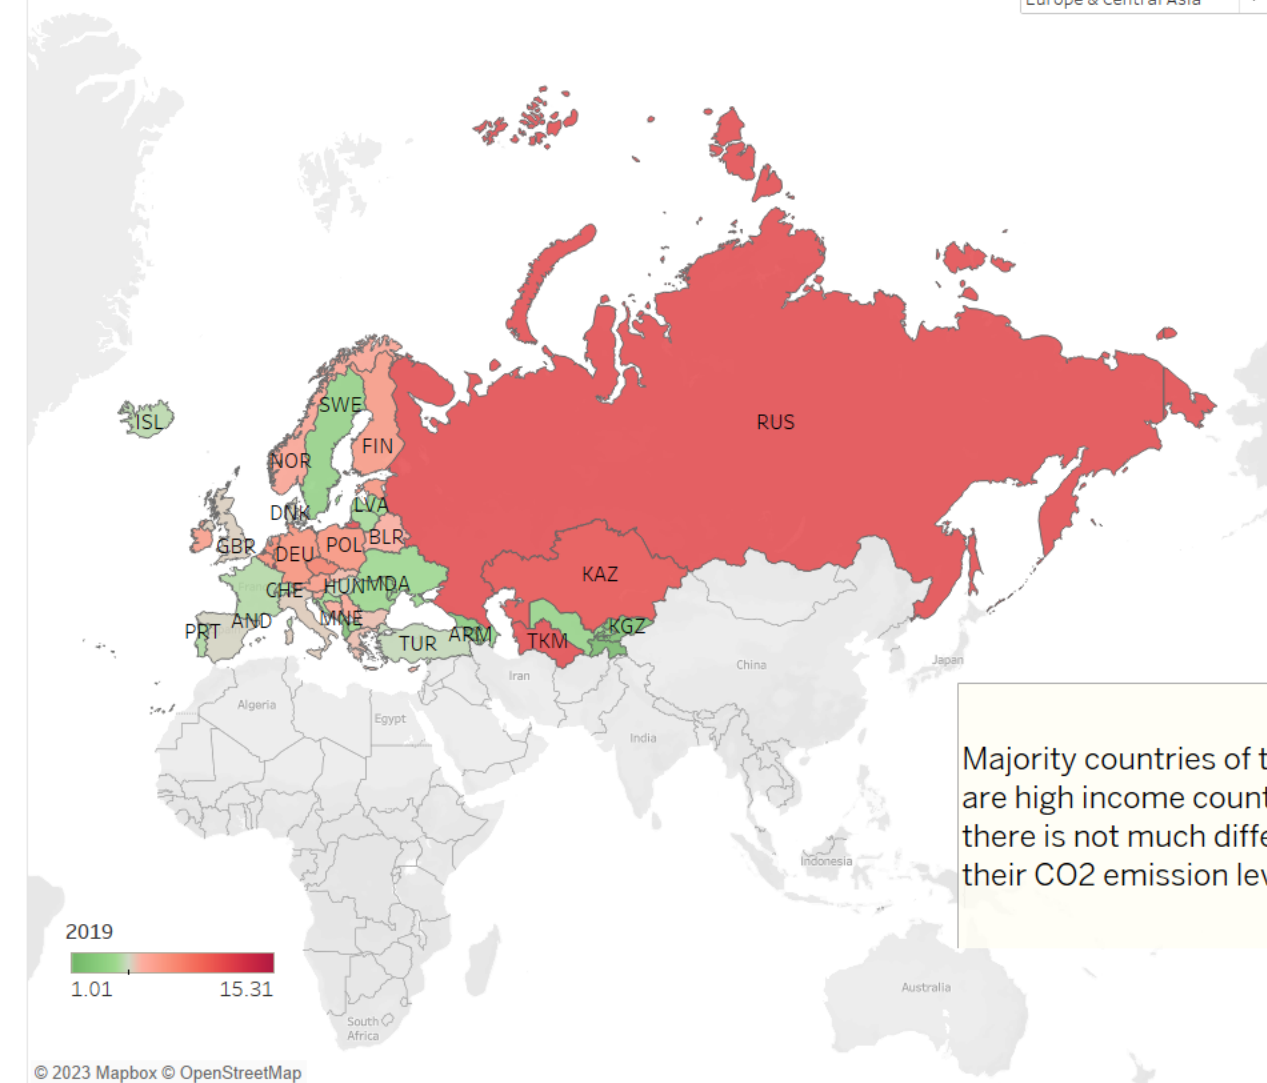 Europe & Central Asia
ISL
SWE
FIN
NOR
RUS
DNK
LVA
GBR
DEU
POL
BLR
KAZ
France
CHE
HUN
MDA
PRT
AND
MNE
TUR
ARM
TKM
KGZ
Iran
China
Japan
Algeria
Egypt
India
Majority countries of t
are high income count
there is not much diffe
their CO2 emission lev
Indonesia
2019
1.01 15.31
Australia
South
Africa
© 2023 Mapbox © OpenStreetMap